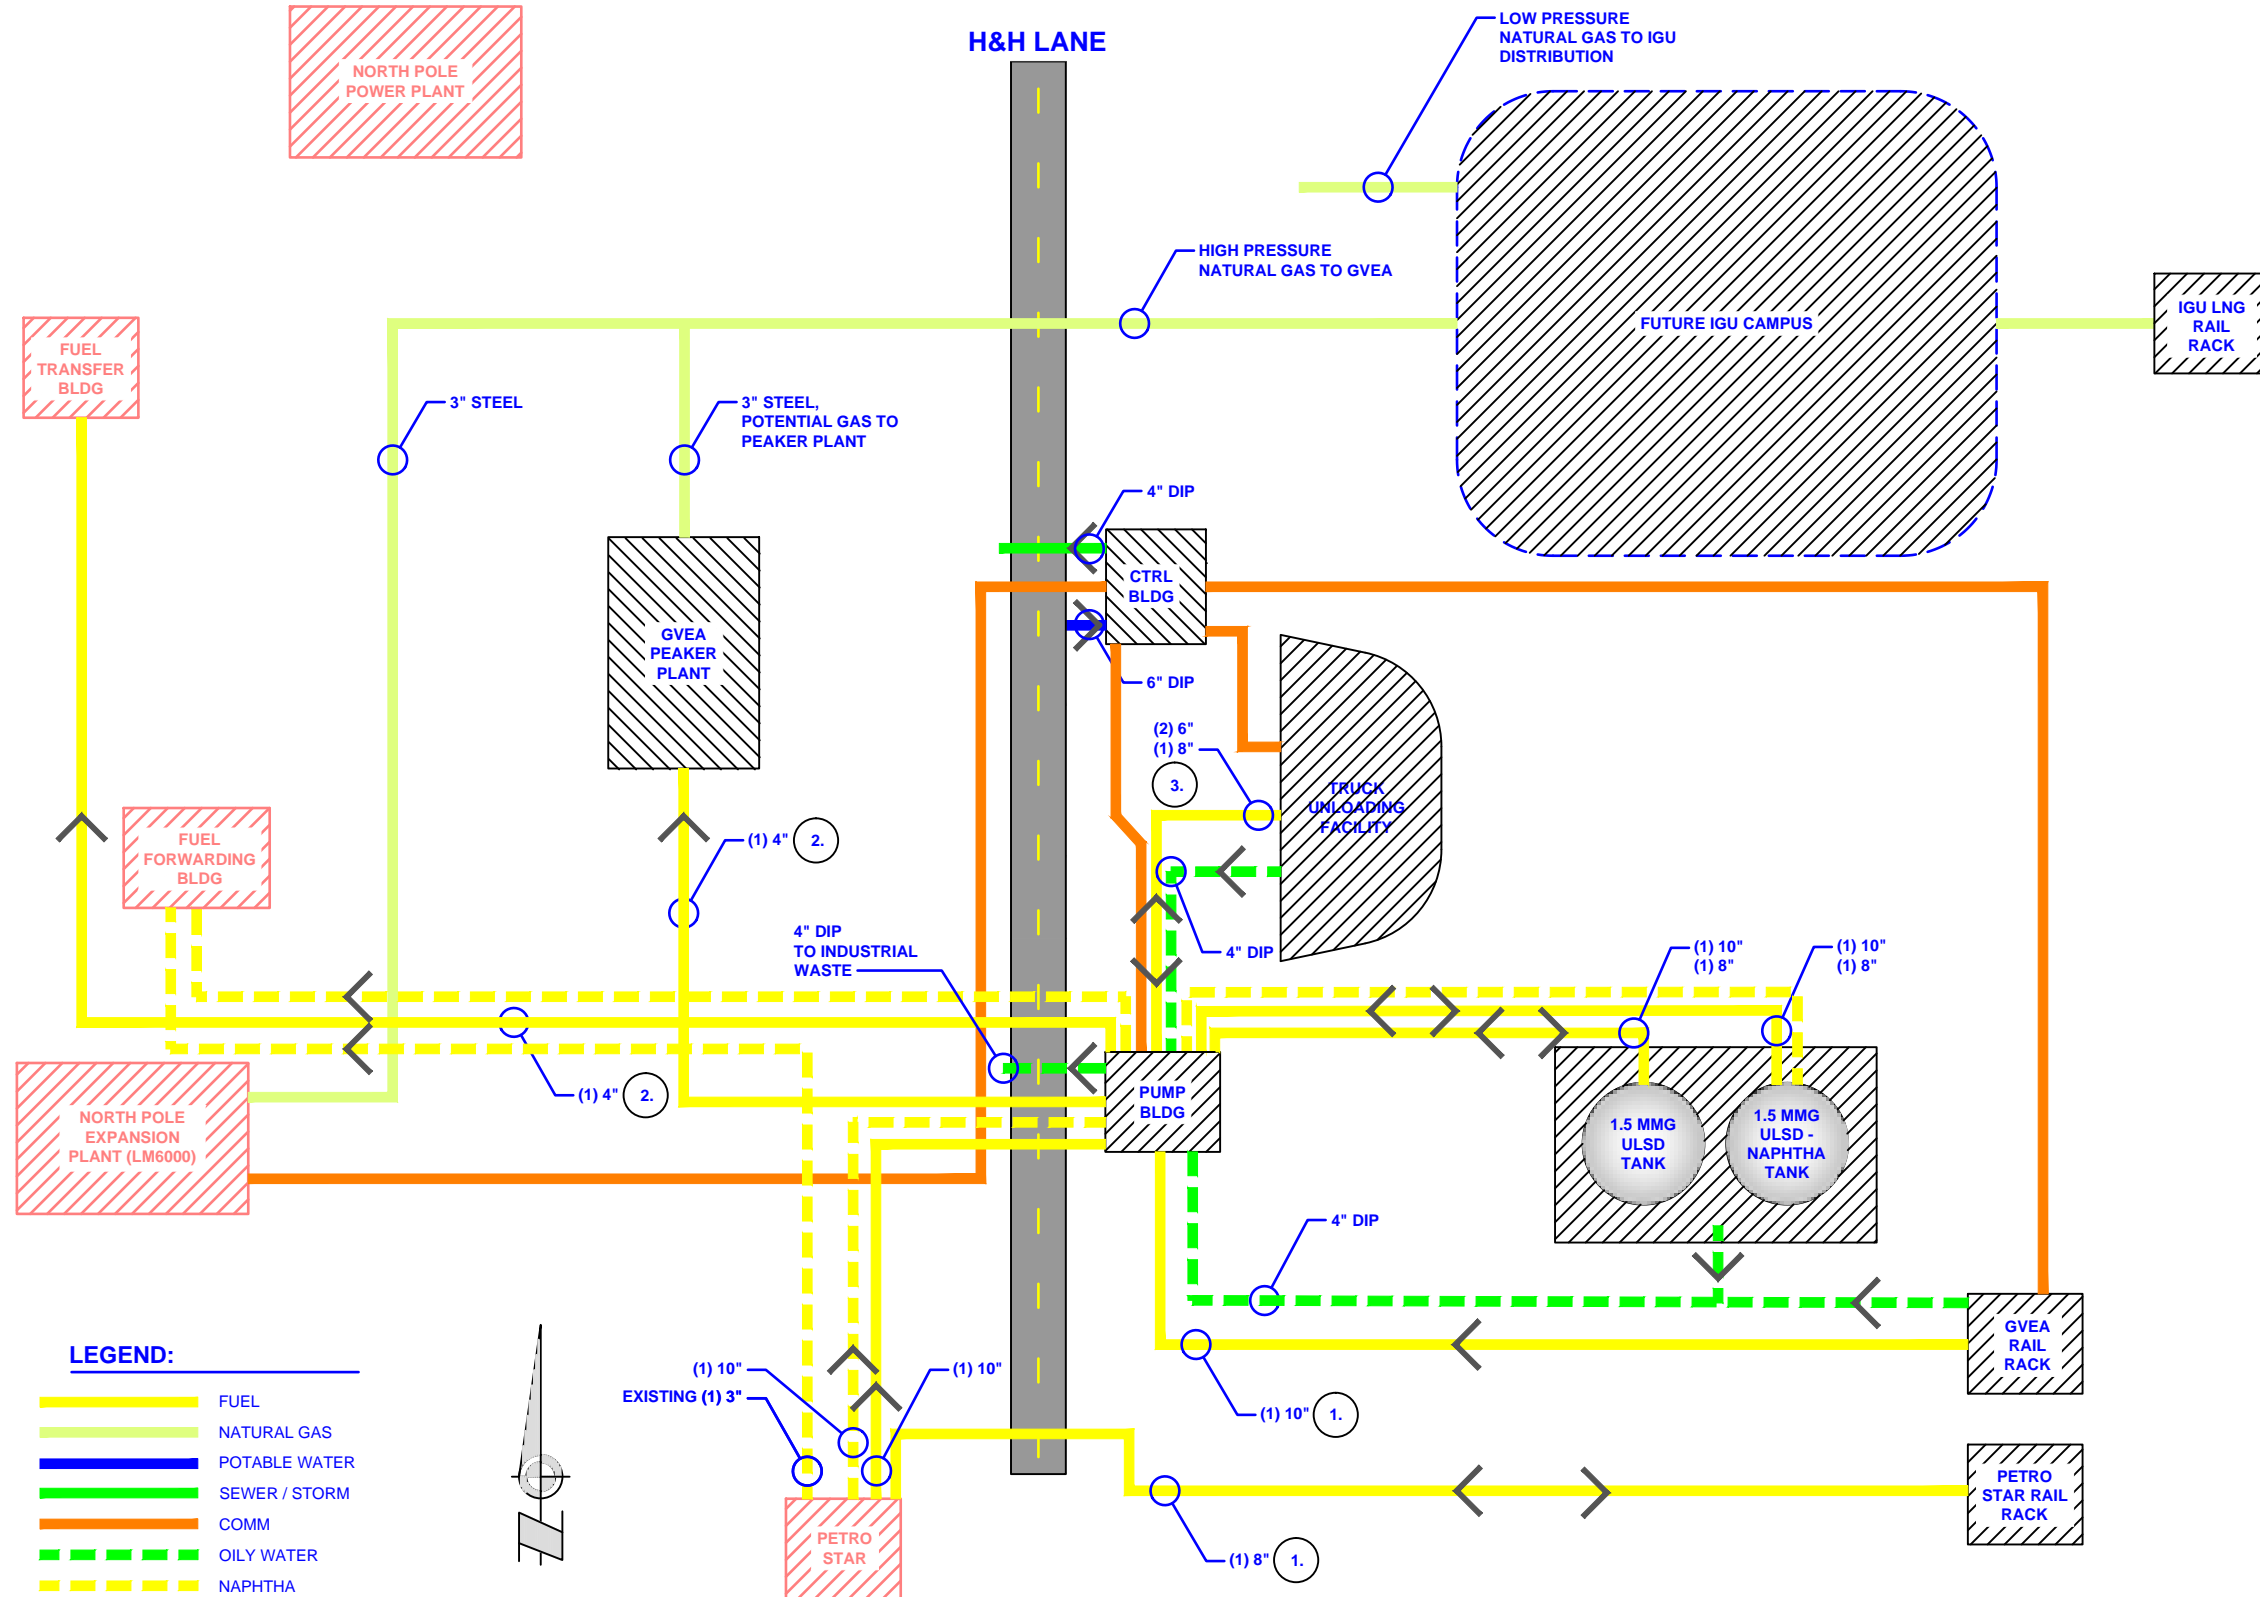 H&H LANE
LOW PRESSURE
NATURAL GAS TO IGU
DISTRIBUTION
NORTH POLE
POWER PLANT
HIGH PRESSURE
NATURAL GAS TO GVEA
FUTURE IGU CAMPUS
IGU LNG
RAIL
RACK
FUEL
TRANSFER
BLDG
3" STEEL
3" STEEL,
POTENTIAL GAS TO
PEAKER PLANT
4" DIP
CTRL
BLDG
GVEA
PEAKER
PLANT
6" DIP
(2) 6"
(1) 8"
3.
TRUCK
UNLOADING
FACILITY
FUEL
FORWARDING
BLDG
(1) 4"
2.
4" DIP
TO INDUSTRIAL
WASTE
4" DIP
(1) 10"
(1) 8"
(1) 10"
(1) 8"
(1) 4"
2.
PUMP
BLDG
NORTH POLE
EXPANSION
PLANT (LM6000)
1.5 MMG
ULSD
TANK
1.5 MMG
ULSD -
NAPHTHA
TANK
4" DIP
GVEA
RAIL
RACK
LEGEND:
FUEL
NATURAL GAS
POTABLE WATER
SEWER / STORM
COMM
OILY WATER
NAPHTHA
(1) 10"
EXISTING (1) 3"
(1) 10"
(1) 10"
1.
PETRO
STAR RAIL
RACK
PETRO
STAR
(1) 8"
1.